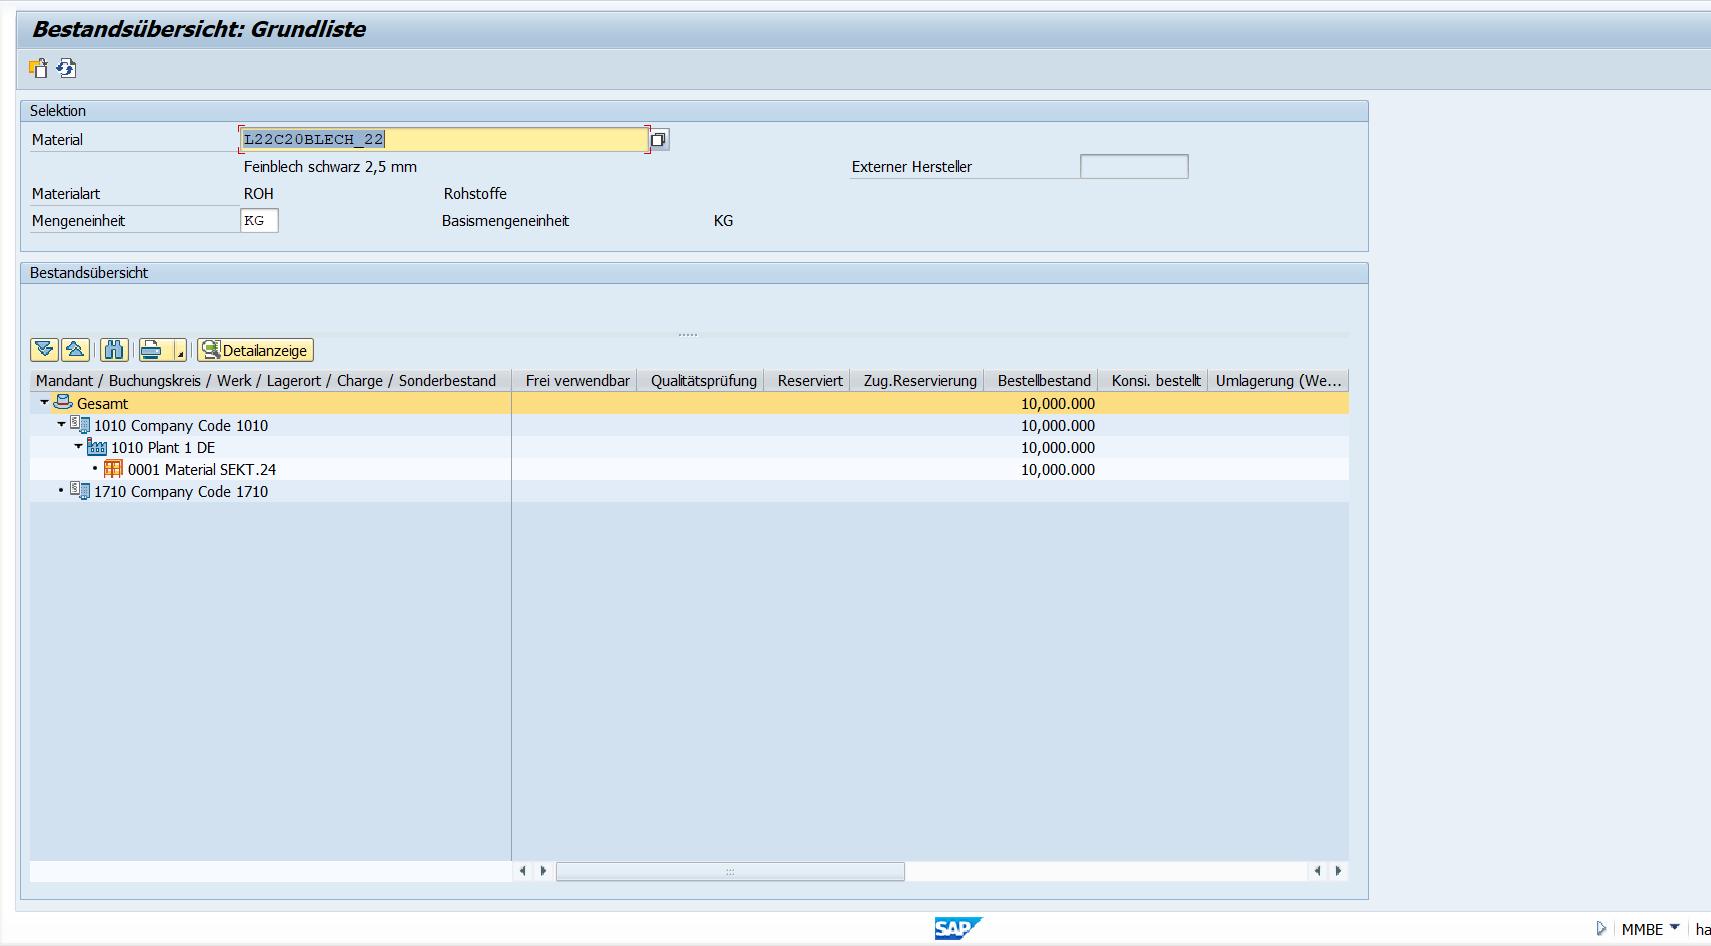 Bestandsübersicht: Grundliste
Selektion
Material L22C20BLECH_22
Feinblech schwarz 2,5 mm Externer Hersteller
Materialart ROH Rohstoffe
Mengeneinheit KG Basismengeneinheit KG
Bestandsübersicht
Detailanzeige
Mandant / Buchungskreis / Werk / Lagerort / Charge / Sonderbestand Frei verwendbar Qualitätsprüfung Reserviert Zug.Reservierung Bestellbestand Konsi. bestellt Umlagerung (We...
Gesamt 10,000.000
1010 Company Code 1010 10,000.000
1010 Plant 1 DE 10,000.000
0001 Material SEKT.24 10,000.000
1710 Company Code 1710
SAP MMBE ha